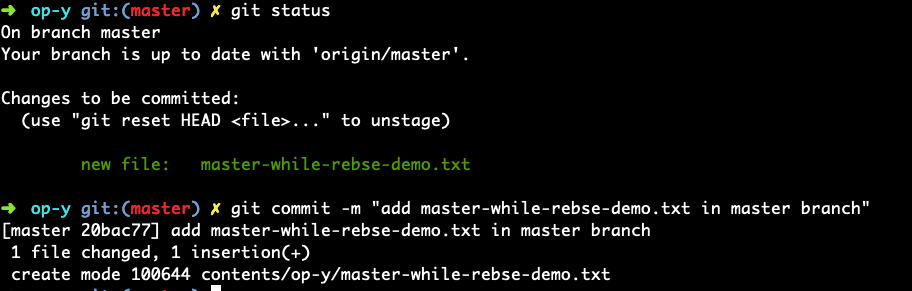 ➜ op-y git:(master) ✗ git status
On branch master
Your branch is up to date with 'origin/master'.
Changes to be committed:
(use "git reset HEAD <file>..." to unstage)
new file: master-while-rebse-demo.txt
➜ op-y git:(master) ✗ git commit -m "add master-while-rebse-demo.txt in master branch"
[master 20bac77] add master-while-rebse-demo.txt in master branch
1 file changed, 1 insertion(+)
create mode 100644 contents/op-y/master-while-rebse-demo.txt